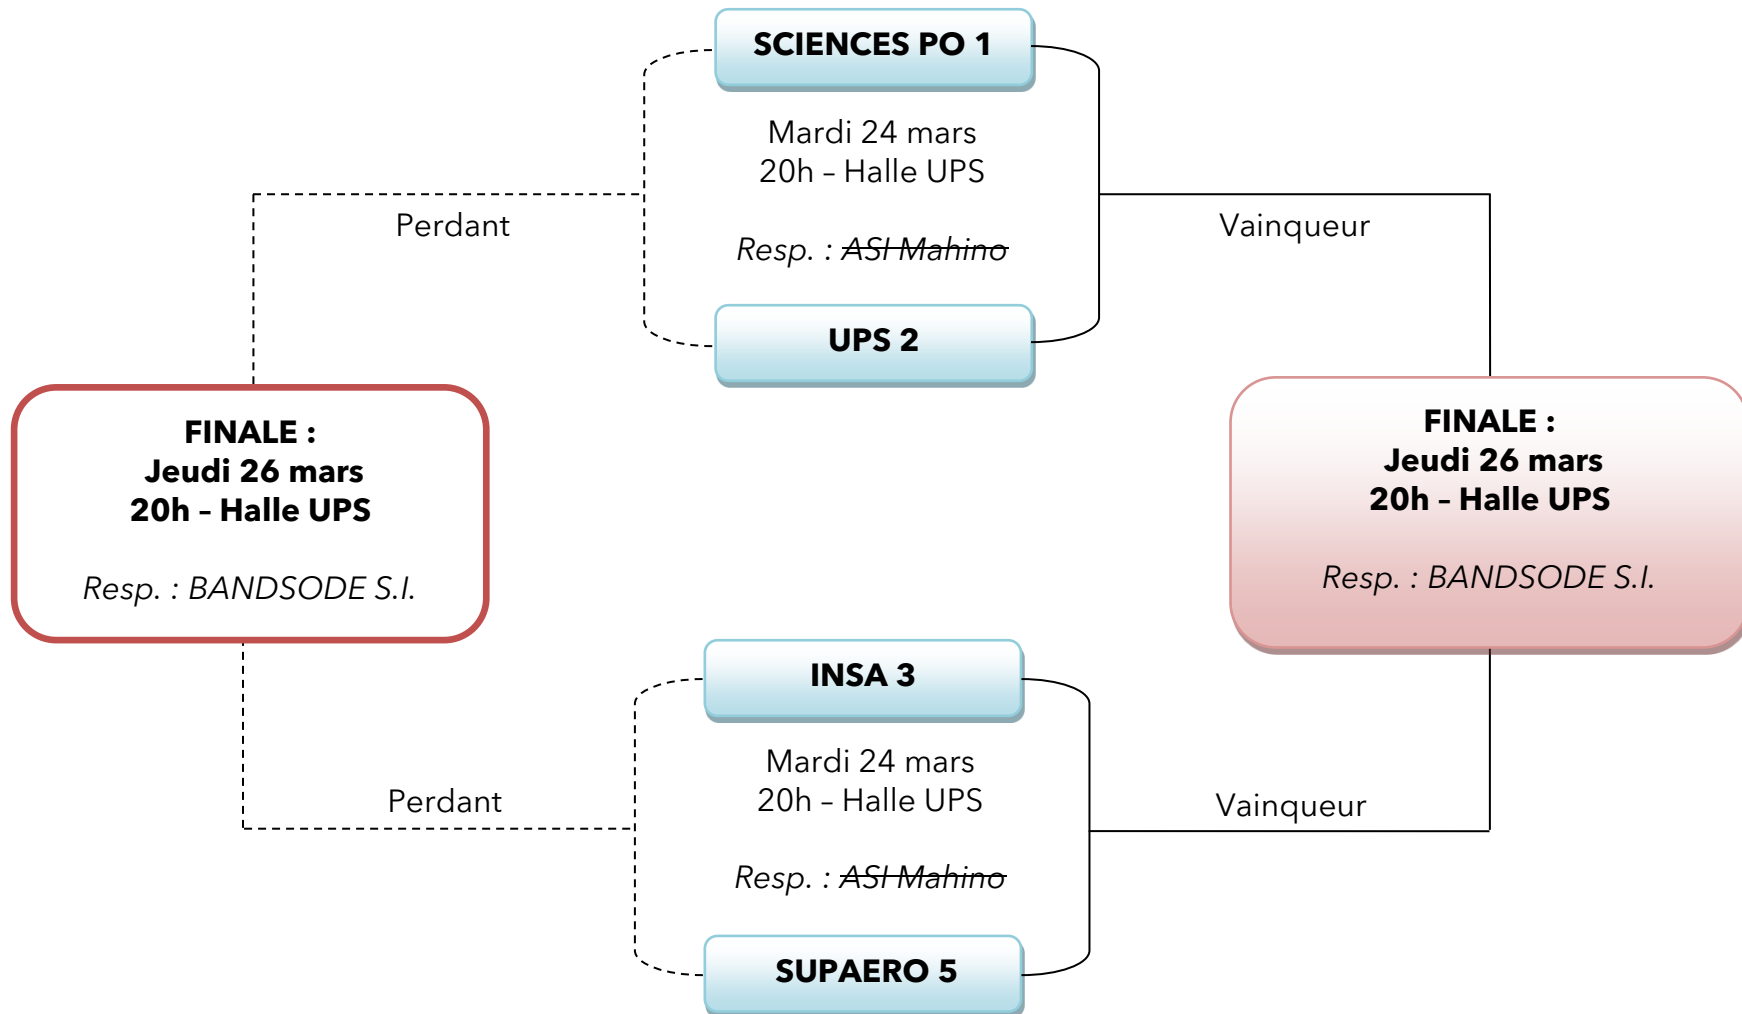 SCIENCES PO 1
Mardi 24 mars
20h – Halle UPS
Perdant
Vainqueur
Resp. : ASI Mahino
UPS 2
FINALE :
Jeudi 26 mars
20h – Halle UPS
Resp. : BANDSODE S.I.
FINALE :
Jeudi 26 mars
20h – Halle UPS
Resp. : BANDSODE S.I.
INSA 3
Mardi 24 mars
20h – Halle UPS
Perdant
Vainqueur
Resp. : ASI Mahino
SUPAERO 5